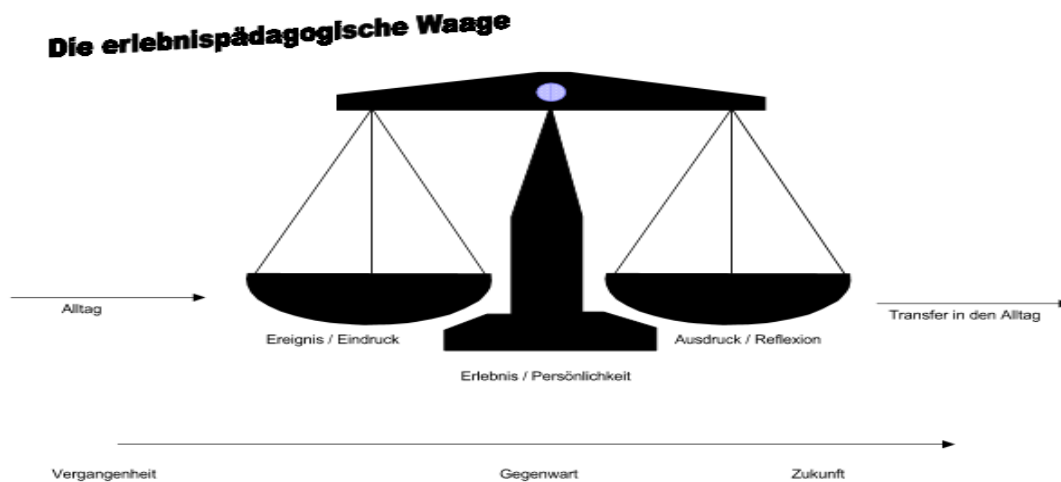 Die erlebnispädagogische Waage
Alltag
Transfer in den Alltag
Ereignis / Eindruck
Ausdruck / Reflexion
Erlebnis / Persönlichkeit
Vergangenheit
Gegenwart
Zukunft